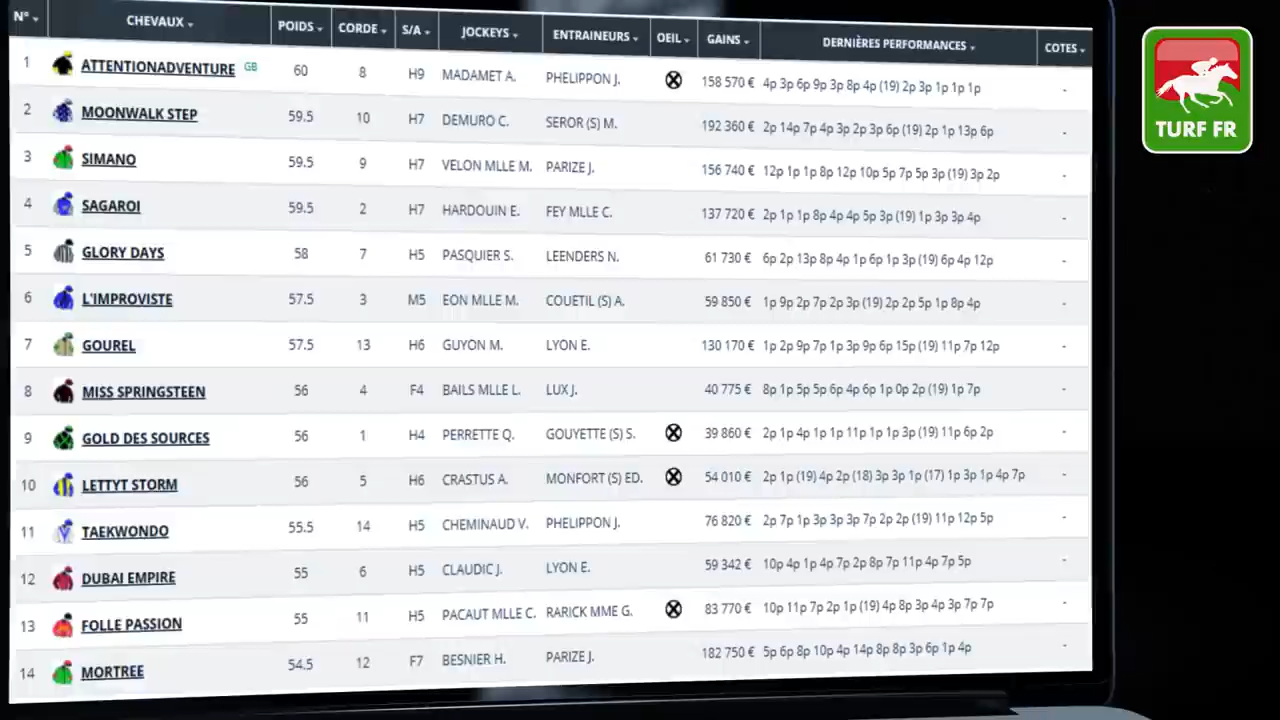 N° CHEVAUX POIDS CORDE S/A JOCKEYS ENTRAINEURS OEIL GAINS DERNIÈRES PERFORMANCES COTES
1 ATTENTIONADVENTURE GB 60 8 H9 MADAMET A. PHELIPPON J. 158 570 € 4p 3p 6p 9p 3p 8p 4p (19) 2p 3p 1p 1p 1p -
2 MOONWALK STEP 59.5 10 H7 DEMURO C. SEROR (S) M. 192 360 € 2p 14p 7p 4p 3p 2p 3p 6p (19) 2p 1p 13p 6p -
3 SIMANO 59.5 9 H7 VELON MLLE M. PARIZE J. 156 740 € 12p 1p 1p 8p 12p 10p 5p 7p 5p 3p (19) 3p 2p -
4 SAGAROI 59.5 2 H7 HARDOUIN E. FEY MLLE C. 137 720 € 2p 1p 1p 8p 4p 4p 5p 3p (19) 1p 3p 3p 4p -
5 GLORY DAYS 58 7 H5 PASQUIER S. LEENDERS N. 61 730 € 6p 2p 13p 8p 4p 1p 6p 1p 3p (19) 6p 4p 12p -
6 L'IMPROVISTE 57.5 3 M5 EON MLLE M. COUETIL (S) A. 59 850 € 1p 9p 2p 7p 2p 3p (19) 2p 2p 5p 1p 8p 4p -
7 GOUREL 57.5 13 H6 GUYON M. LYON E. 130 170 € 1p 2p 9p 7p 1p 3p 9p 6p 15p (19) 11p 7p 12p -
8 MISS SPRINGSTEEN 56 4 F4 BAILS MLLE L. LUX J. 40 775 € 8p 1p 5p 5p 6p 4p 6p 1p 0p 2p (19) 1p 7p -
9 GOLD DES SOURCES 56 1 H4 PERRETTE Q. GOUYETTE (S) S. 39 860 € 2p 1p 4p 1p 1p 11p 1p 1p 3p (19) 11p 6p 2p -
10 LETTYT STORM 56 5 H6 CRASTUS A. MONFORT (S) ED. 54 010 € 2p 1p (19) 4p 2p (18) 3p 3p 1p (17) 1p 3p 1p 4p 7p -
11 TAEKWONDO 55.5 14 H5 CHEMINAUD V. PHELIPPON J. 76 820 € 2p 7p 1p 3p 3p 3p 7p 2p 2p (19) 11p 12p 5p -
12 DUBAI EMPIRE 55 6 H5 CLAUDIC J. LYON E. 59 342 € 10p 4p 1p 4p 7p 2p 8p 7p 11p 4p 7p 5p -
13 FOLLE PASSION 55 11 H5 PACAUT MLLE C. RARICK MME G. 83 770 € 10p 11p 7p 2p 1p (19) 4p 8p 3p 4p 3p 7p 7p -
14 MORTREE 54.5 12 F7 BESNIER H. PARIZE J. 182 750 € 5p 6p 8p 10p 4p 14p 8p 8p 3p 6p 1p 4p -
TURF FR